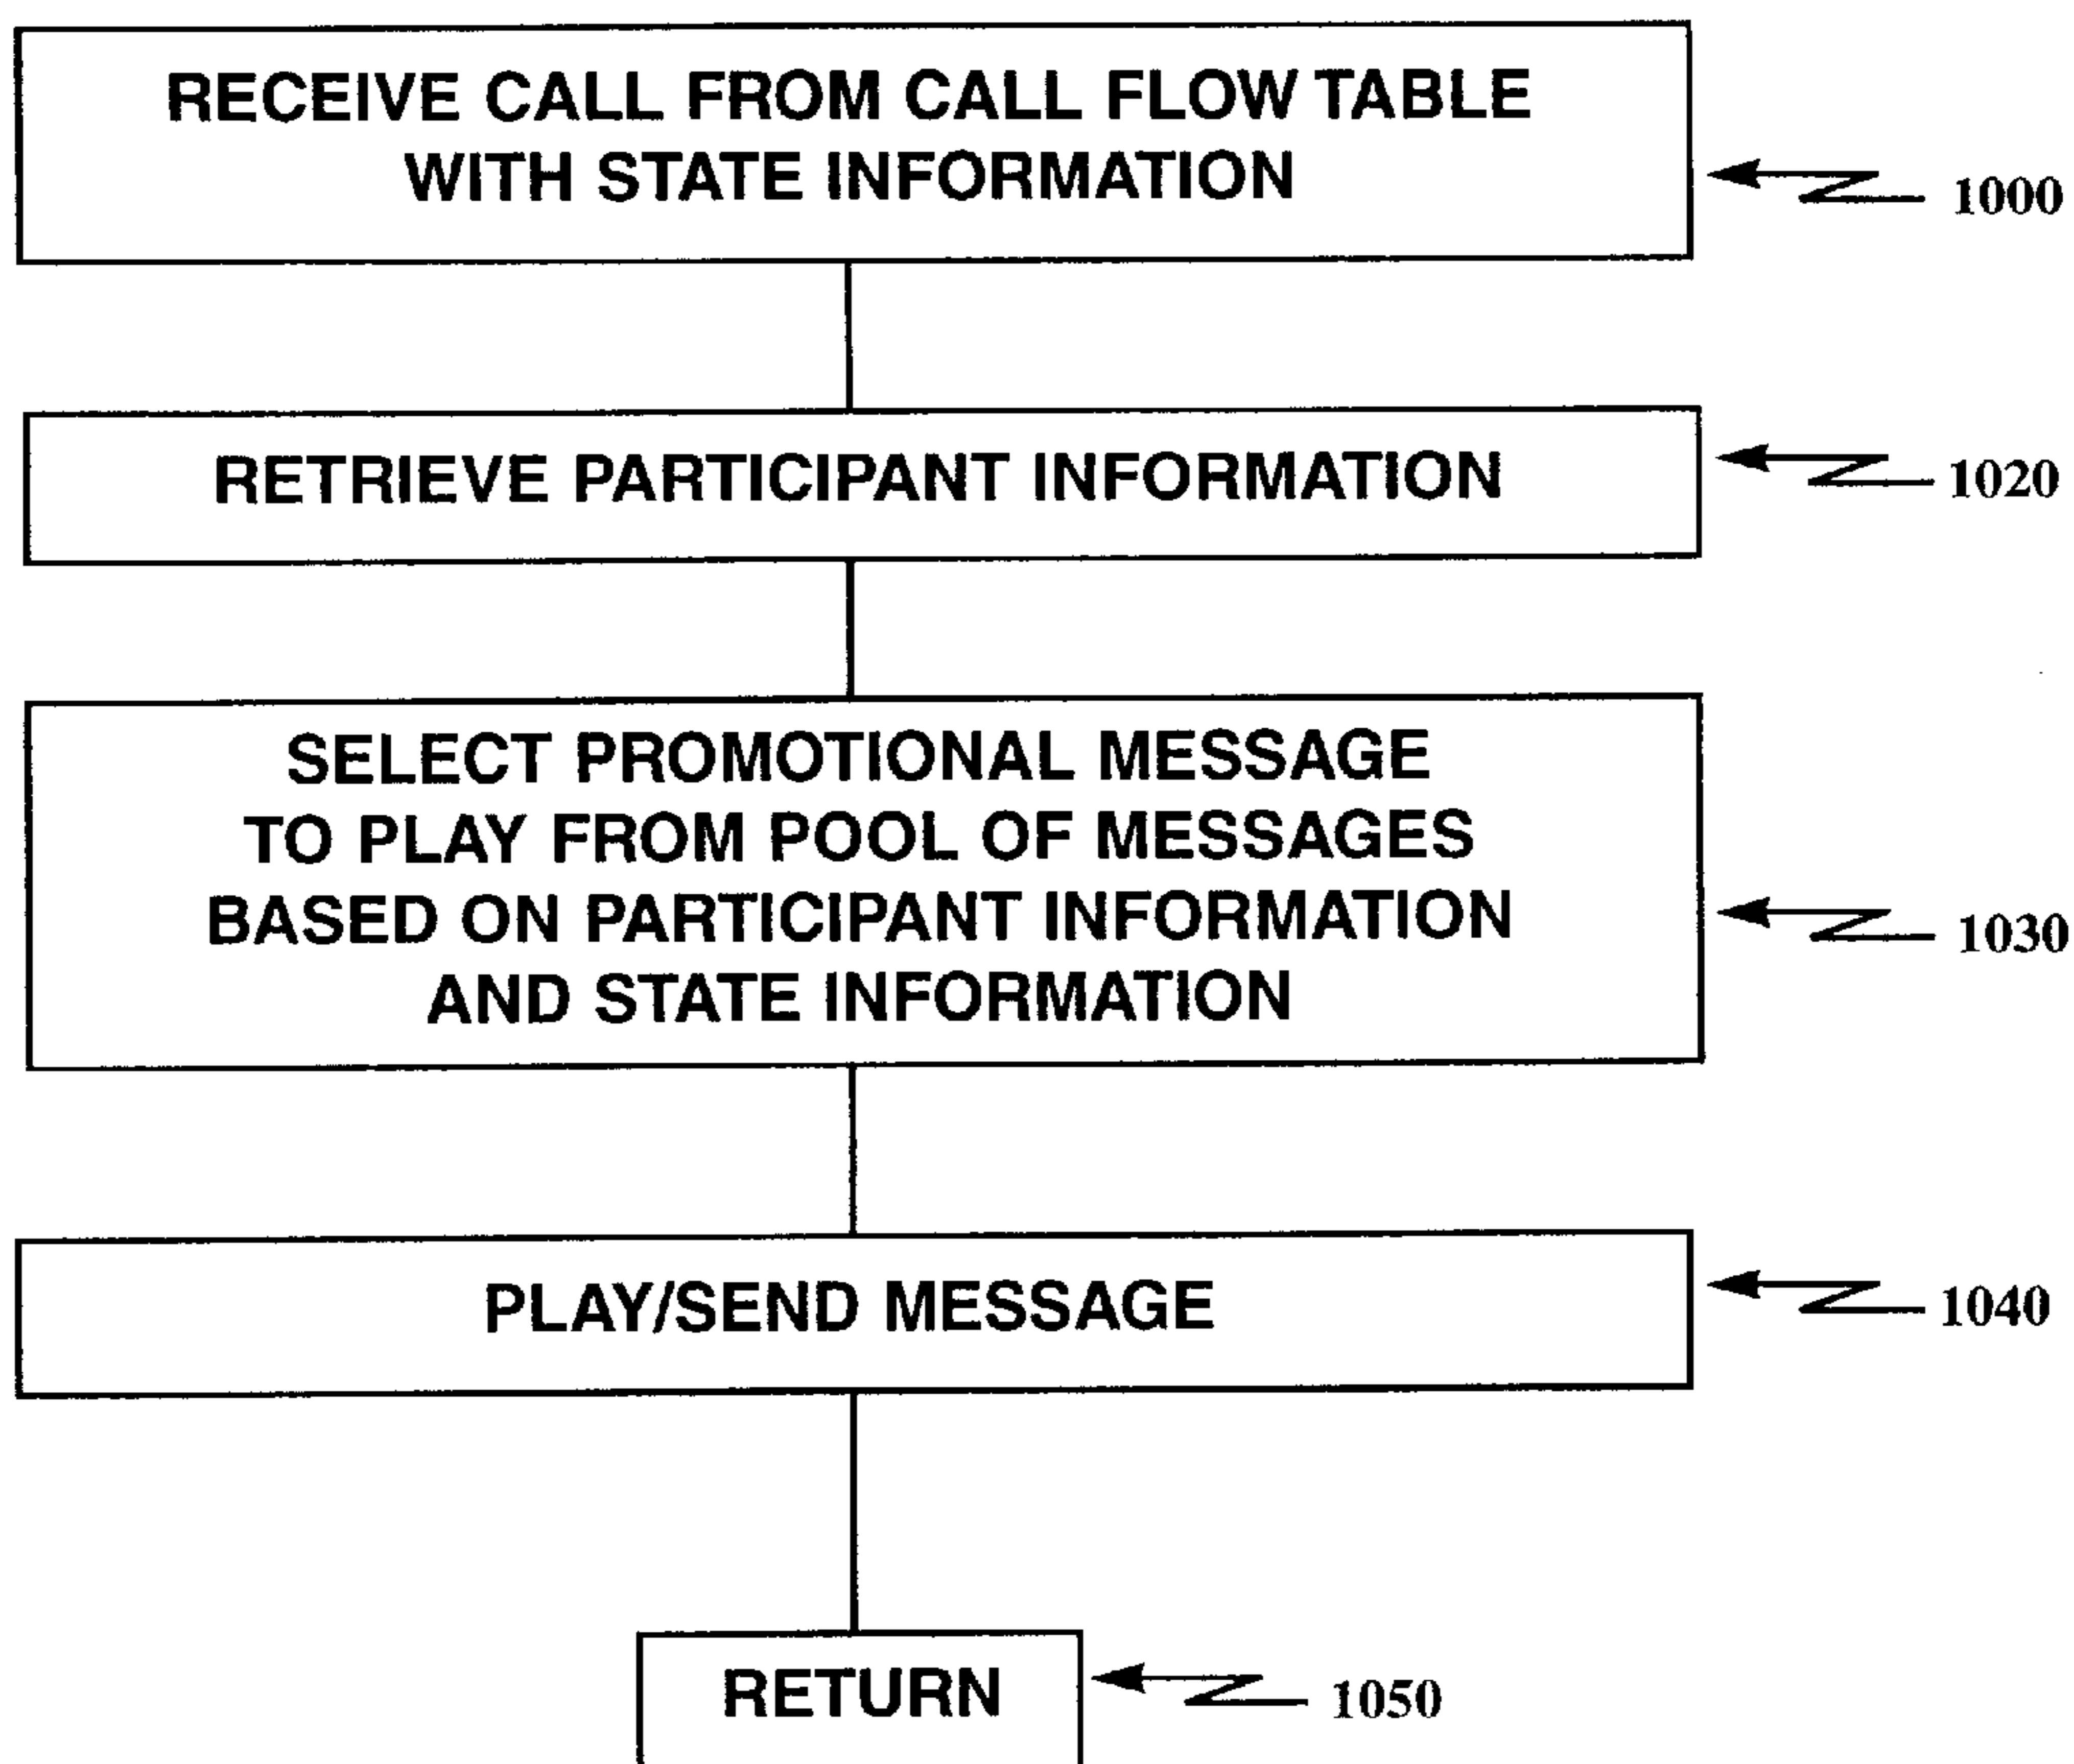 RECEIVE CALL FROM CALL FLOW TABLE
WITH STATE INFORMATION
1000
RETRIEVE PARTICIPANT INFORMATION
1020
SELECT PROMOTIONAL MESSAGE
TO PLAY FROM POOL OF MESSAGES
BASED ON PARTICIPANT INFORMATION
AND STATE INFORMATION
1030
PLAY/SEND MESSAGE
1040
RETURN
1050